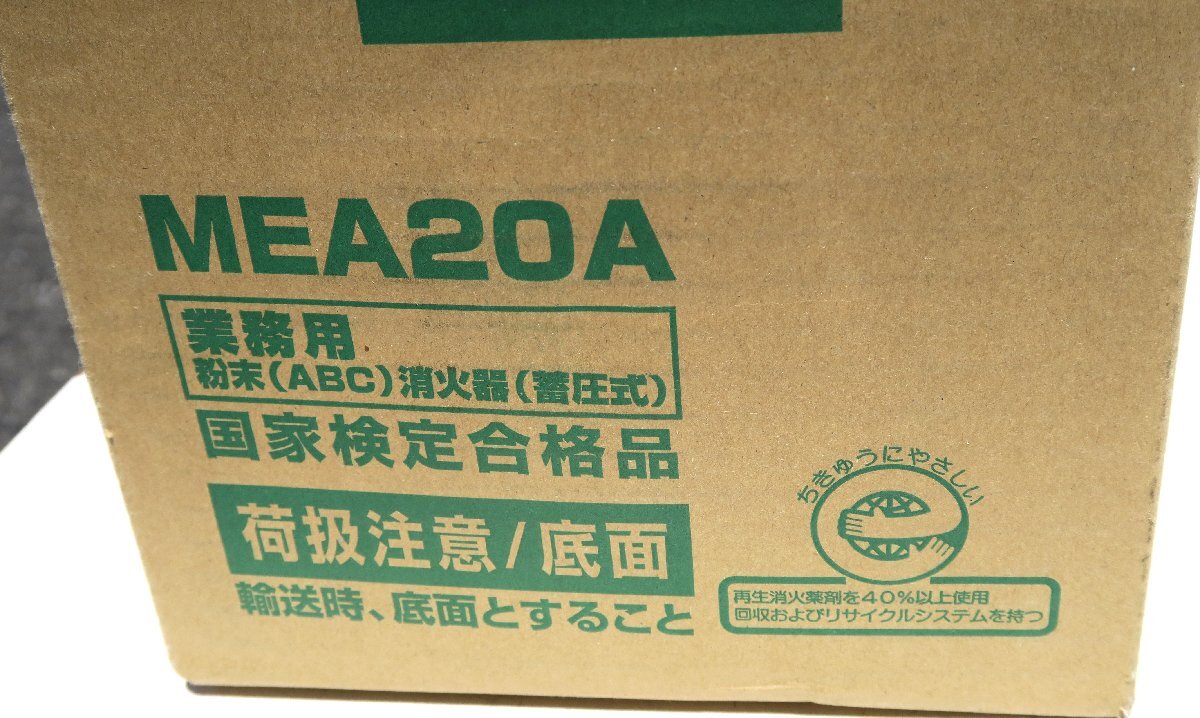 MEA20A
業務用
粉末(ABC)消火器(蓄圧式)
国家検定合格品
荷扱注意/底面
輸送時、底面とすること
ちきゅうにやさしい
再生消火薬剤を40%以上使用
回収およびリサイクルシステムを持つ